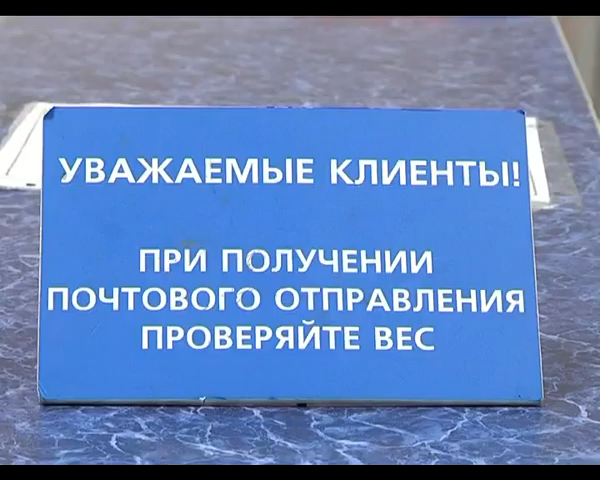 УВАЖАЕМЫЕ КЛИЕНТЫ!
ПРИ ПОЛУЧЕНИИ
ПОЧТОВОГО ОТПРАВЛЕНИЯ
ПРОВЕРЯЙТЕ ВЕС